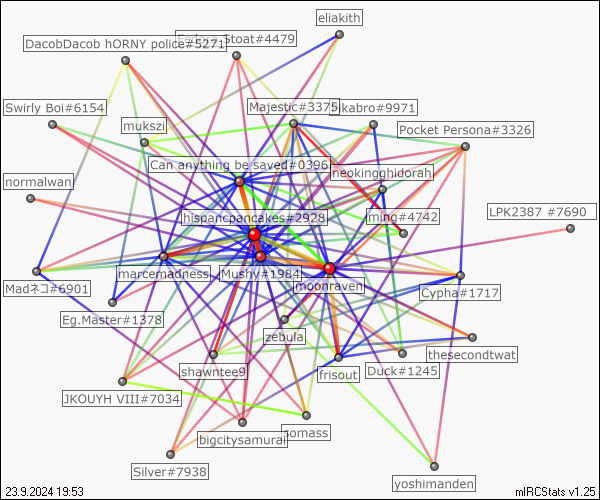 eliakith
DacobDacob hORNY police#5271
Stoat#4479
Swirly Boi#6154
mukszi
Majestic#3375
kabro#9971
Pocket Persona#3326
Can anything be saved#0396
neokingghidorah
normalwan
hispancpancakes#2928
ming#4742
LPK2387 #7690
Madネコ#6901
marcemadness
Mushy#1984
moonraven
Cypha#1717
Eg.Master#1378
zebula
thesecondtwat
shawntee9
frisout
Duck#1245
JKOUYH VIII#7034
bigcitysamurai
somass
Silver#7938
yoshimanden
23.9.2024 19:53
mIRCStats v1.25